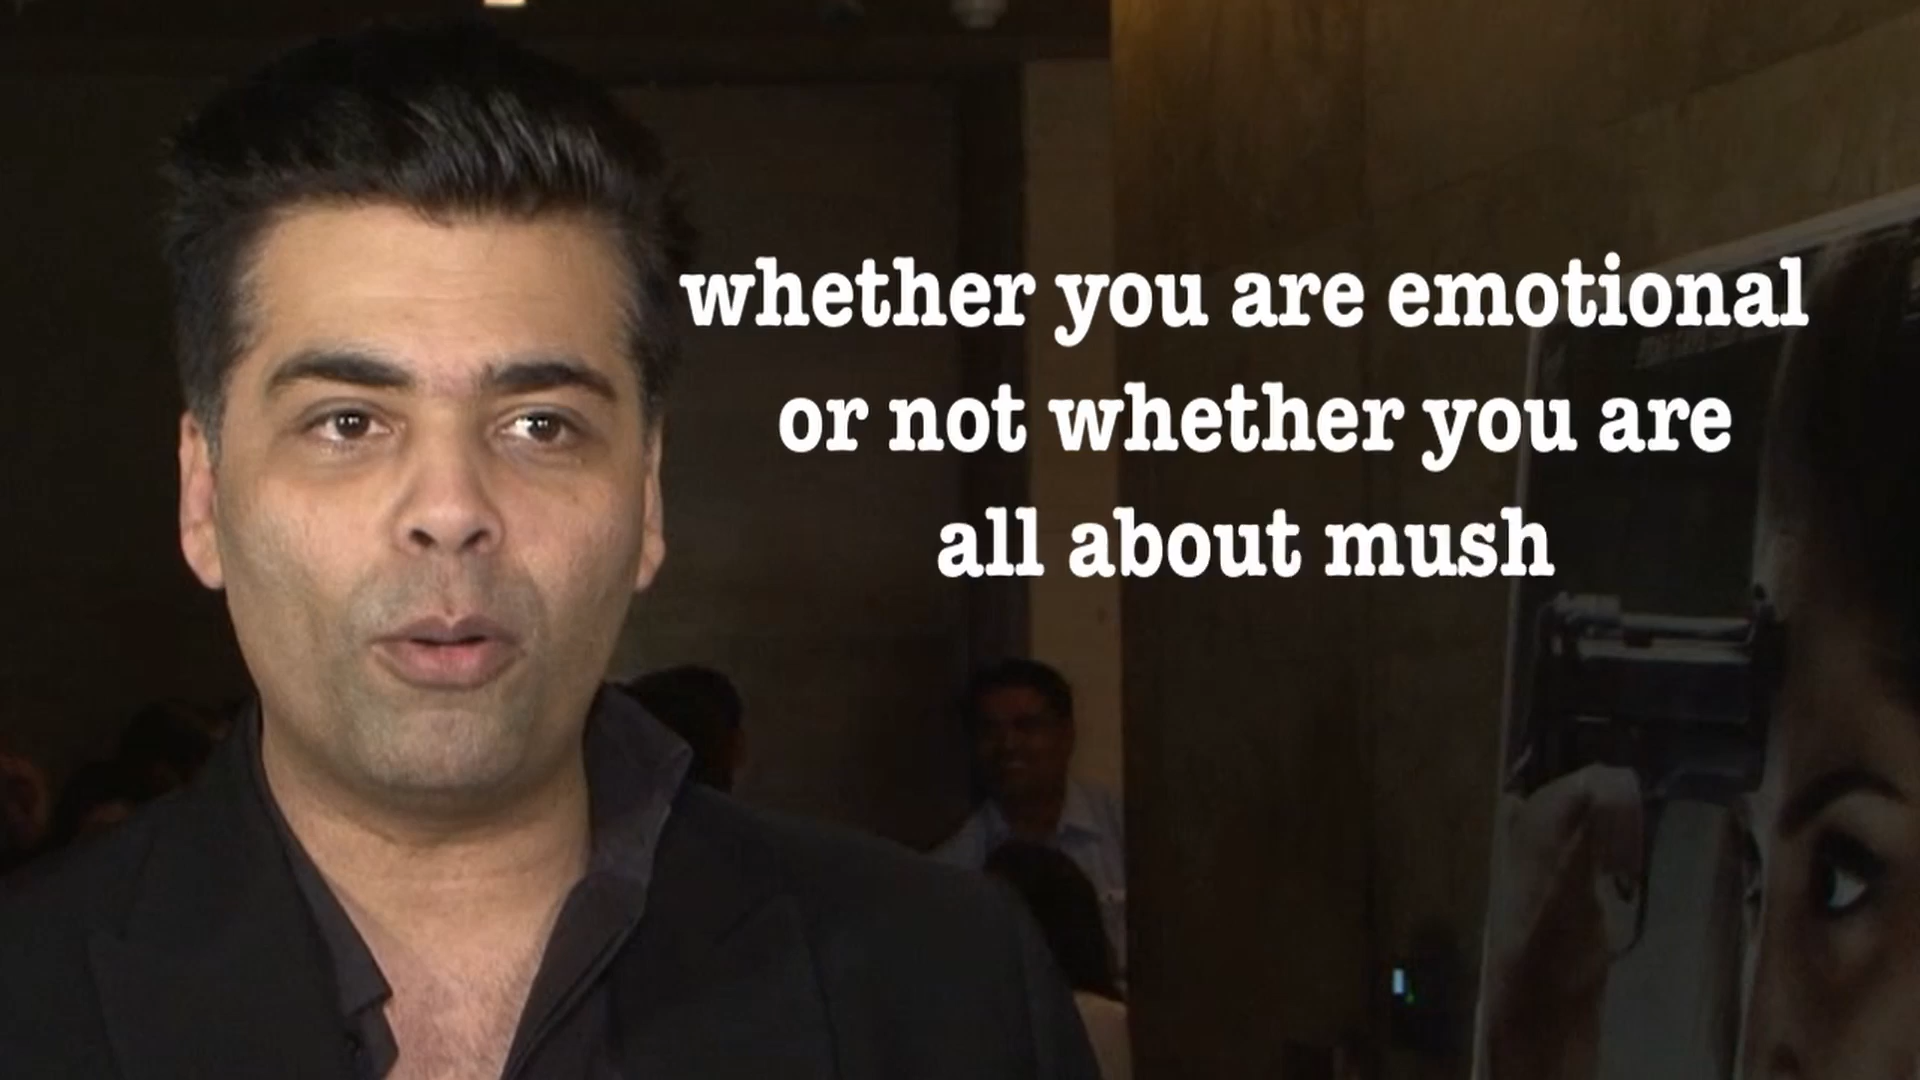 whether you are emotional
or not whether you are
all about mush